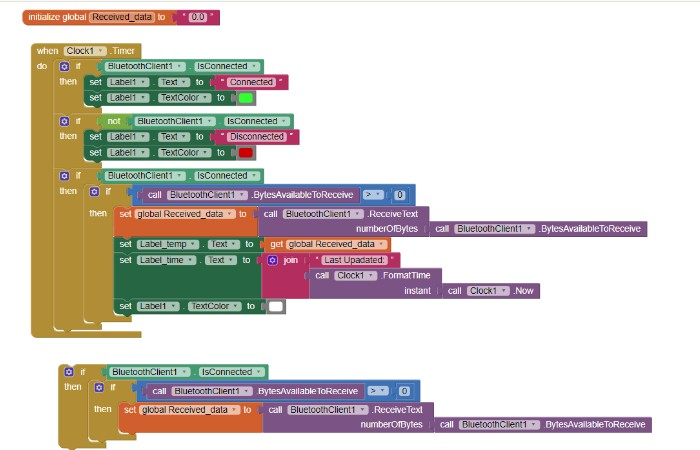 initialize global Received_data to " 0.0 "
when Clock1 .Timer
do if BluetoothClient1 . IsConnected
then set Label1 . Text to " Connected "
set Label1 . TextColor to
if not BluetoothClient1 . IsConnected
then set Label1 . Text to " Disconnected "
set Label1 . TextColor to
if BluetoothClient1 . IsConnected
then if call BluetoothClient1 .BytesAvailableToReceive > 0
then set global Received_data to call BluetoothClient1 .ReceiveText
numberOfBytes call BluetoothClient1 .BytesAvailableToReceive
set Label_temp . Text to get global Received_data
set Label_time . Text to join " Last Upadated: "
call Clock1 .FormatTime
instant call Clock1 .Now
set Label1 . TextColor to
if BluetoothClient1 . IsConnected
then if call BluetoothClient1 .BytesAvailableToReceive > 0
then set global Received_data to call BluetoothClient1 .ReceiveText
numberOfBytes call BluetoothClient1 .BytesAvailableToReceive